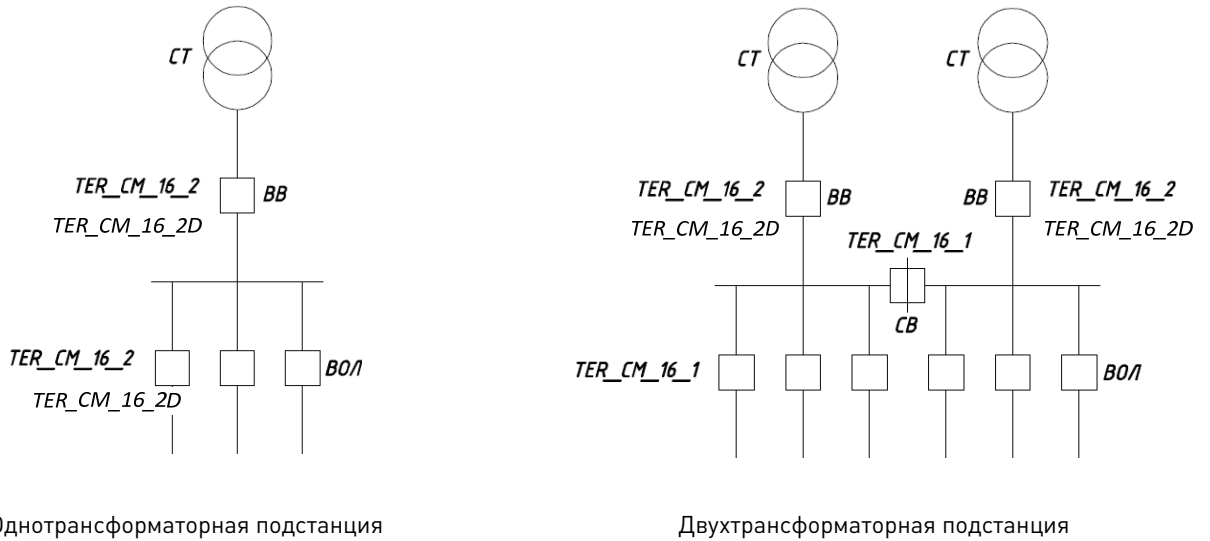 СТ
TER_CM_16_2
ВВ
TER_CM_16_2D
TER_CM_16_2
ВОЛ
TER_CM_16_2D
Однотрансформаторная подстанция
СТ
СТ
TER_CM_16_2
ВВ
ВВ
TER_CM_16_2
TER_CM_16_2D
TER_CM_16_2D
TER_CM_16_1
СВ
TER_CM_16_1
ВОЛ
Двухтрансформаторная подстанция